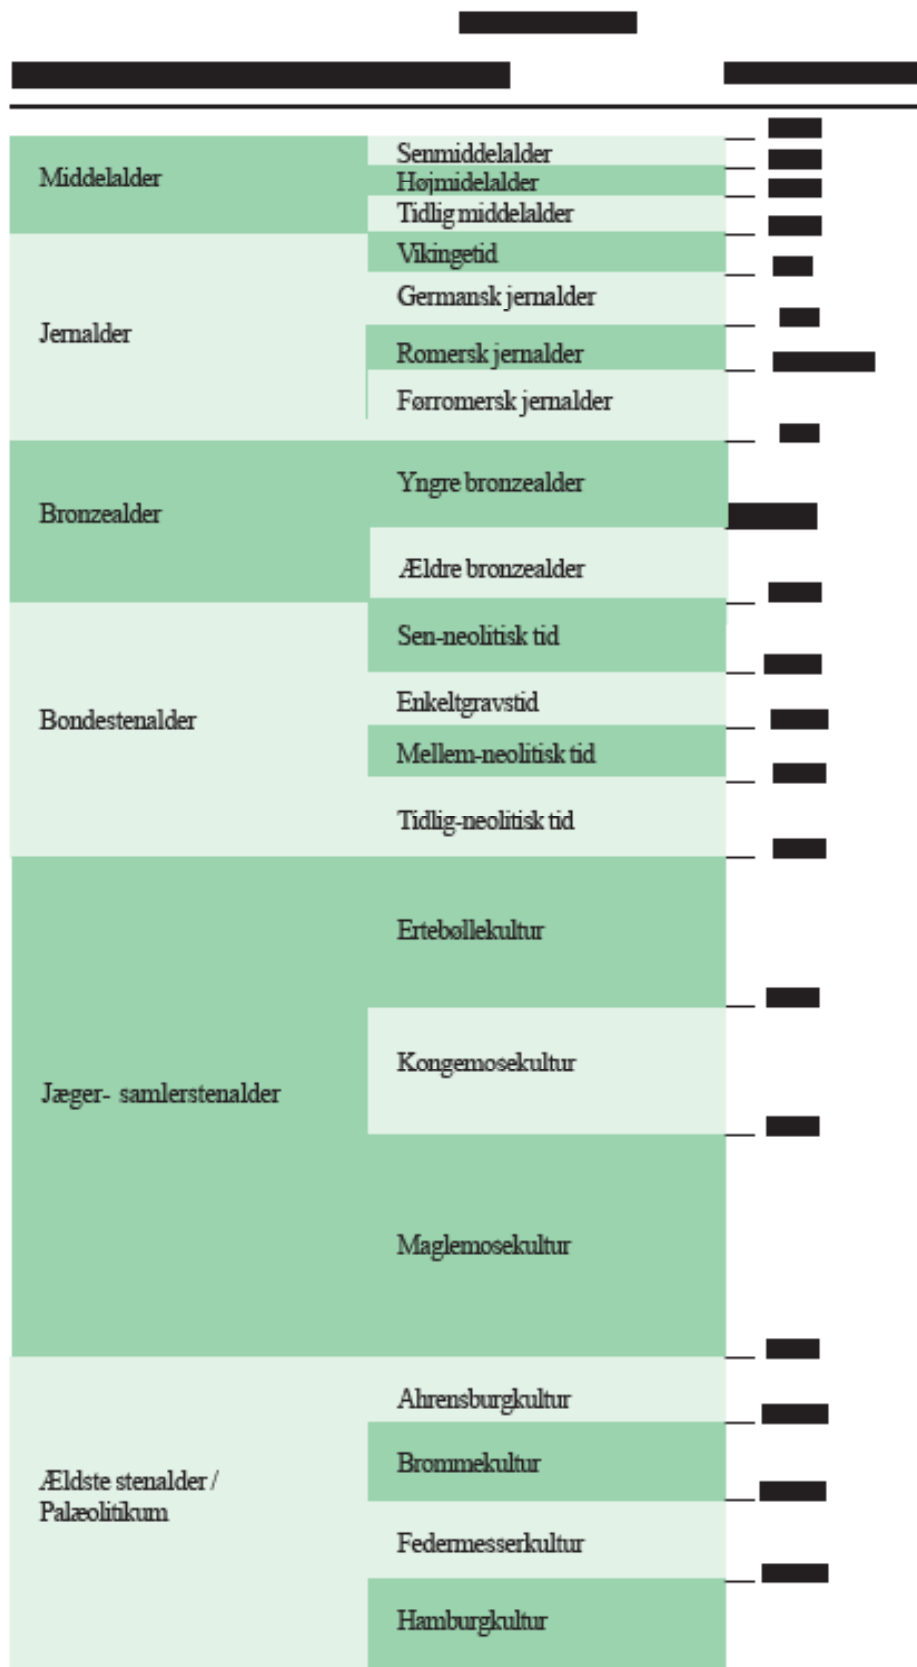 Middelalder
Senmiddelalder
Højmidelalder
Tidlig middelalder
Jernalder
Vikingetid
Germansk jernalder
Romersk jernalder
Førromersk jernalder
Bronzealder
Yngre bronzealder
Ældre bronzealder
Bondestenalder
Sen-neolitisk tid
Enkeltgravstid
Mellem-neolitisk tid
Tidlig-neolitisk tid
Jæger- samlerstenalder
Ertebøllekultur
Kongemosekultur
Maglemosekultur
Ældste stenalder /
Palæolitikum
Ahrensburgkultur
Brommekultur
Federmesserkultur
Hamburgkultur